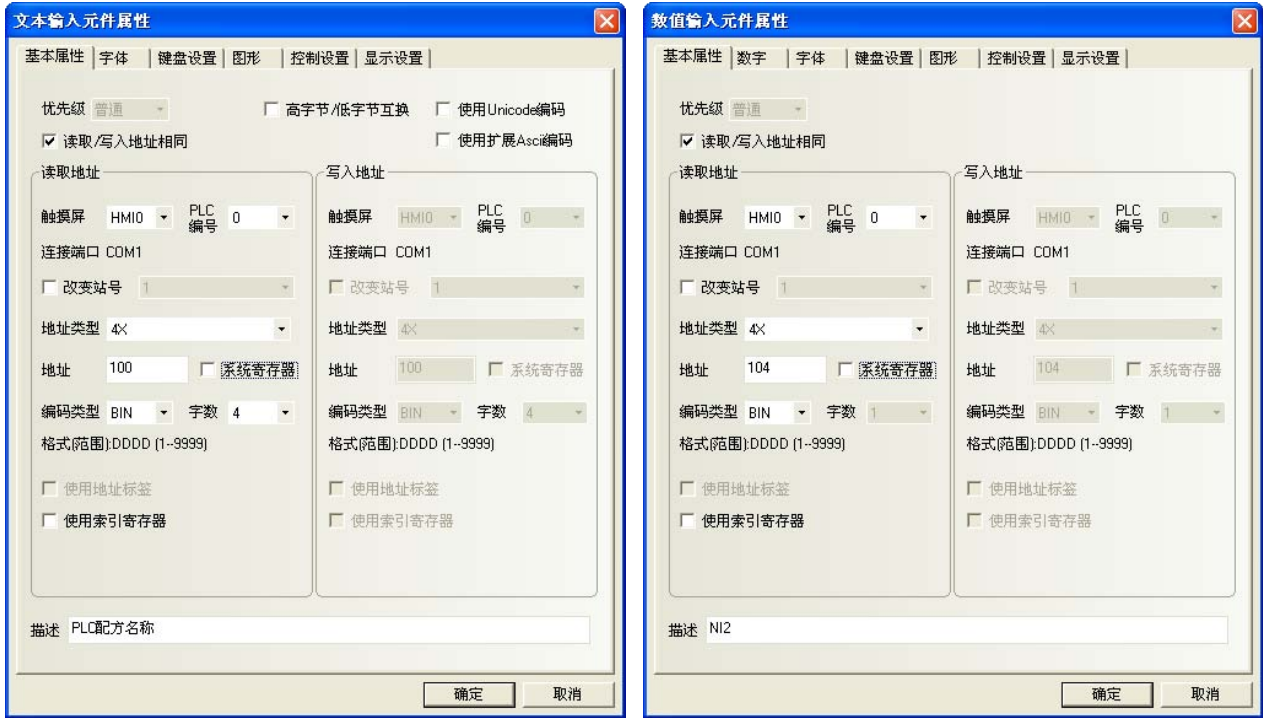 文本输入元件属性
基本属性 字体 键盘设置 图形 控制设置 显示设置
优先级 普通 高字节/低字节互换 使用Unicode编码
读取/写入地址相同 使用扩展Ascii编码
读取地址 写入地址
触摸屏 HMI0 PLC编号 0 触摸屏 HMI0 PLC编号 0
连接端口 COM1 连接端口 COM1
改变站号 1 改变站号 1
地址类型 4X 地址类型 4X
地址 100 系统寄存器 地址 100 系统寄存器
编码类型 BIN 字数 4 编码类型 BIN 字数 4
格式(范围):DDDD (1--9999) 格式(范围):DDDD (1--9999)
使用地址标签 使用地址标签
使用索引寄存器 使用索引寄存器
描述 PLC配方名称
确定 取消
数值输入元件属性
基本属性 数字 字体 键盘设置 图形 控制设置 显示设置
优先级 普通
读取/写入地址相同
读取地址 写入地址
触摸屏 HMI0 PLC编号 0 触摸屏 HMI0 PLC编号 0
连接端口 COM1 连接端口 COM1
改变站号 1 改变站号 1
地址类型 4X 地址类型 4X
地址 104 系统寄存器 地址 104 系统寄存器
编码类型 BIN 字数 1 编码类型 BIN 字数 1
格式(范围):DDDD (1--9999) 格式(范围):DDDD (1--9999)
使用地址标签 使用地址标签
使用索引寄存器 使用索引寄存器
描述 NI2
确定 取消